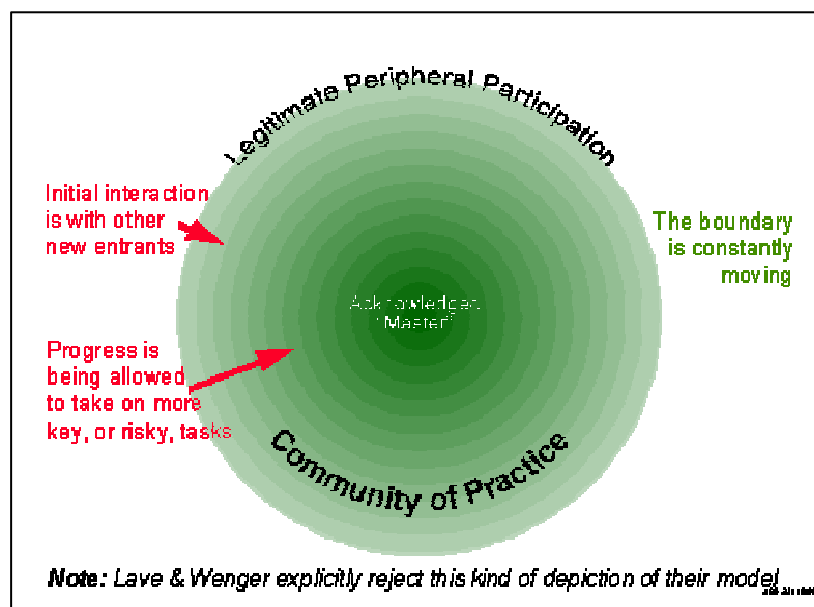 Legitimate Peripheral Participation
Initial interaction
is with other
new entrants
The boundary
is constantly
moving
Acknowledged
"Master"
Progress is
being allowed
to take on more
key, or risky, tasks
Community of Practice
Note: Lave & Wenger explicitly reject this kind of depiction of their model